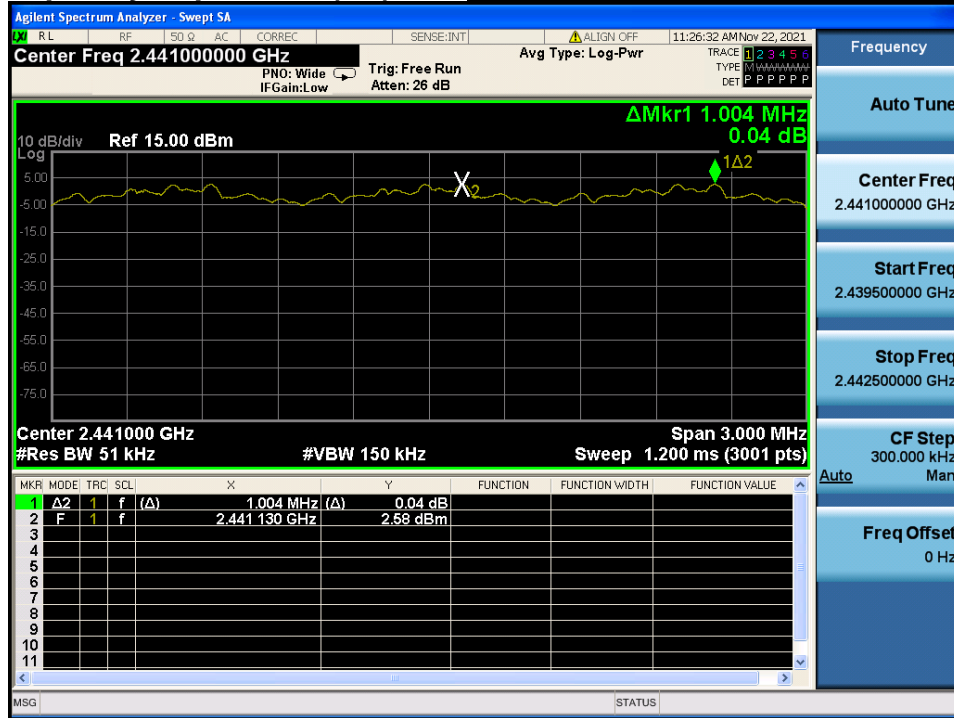 Agilent Spectrum Analyzer - Swept SA
LXI RL RF 50 Ω AC CORREC SENSE:INT ALIGN OFF 11:26:32 AM Nov 22, 2021
Center Freq 2.441000000 GHz
PNO: Wide
IFGain:Low
Trig: Free Run
Atten: 26 dB
Avg Type: Log-Pwr
TRACE 1 2 3 4 5 6
TYPE M W W W W W
DET P P P P P P
ΔMkr1 1.004 MHz
0.04 dB
10 dB/div Ref 15.00 dBm
Log
1Δ2
5.00
2
-5.00
-15.0
-25.0
-35.0
-45.0
-55.0
-65.0
-75.0
Center 2.441000 GHz Span 3.000 MHz
#Res BW 51 kHz #VBW 150 kHz Sweep 1.200 ms (3001 pts)
MKR MODE TRC SCL X Y FUNCTION FUNCTION WIDTH FUNCTION VALUE
1 Δ2 1 f (Δ) 1.004 MHz (Δ) 0.04 dB
2 F 1 f 2.441 130 GHz 2.58 dBm
3
4
5
6
7
8
9
10
11
MSG STATUS
Frequency
Auto Tune
Center Freq
2.441000000 GHz
Start Freq
2.439500000 GHz
Stop Freq
2.442500000 GHz
CF Step
300.000 kHz
Auto Man
Freq Offset
0 Hz